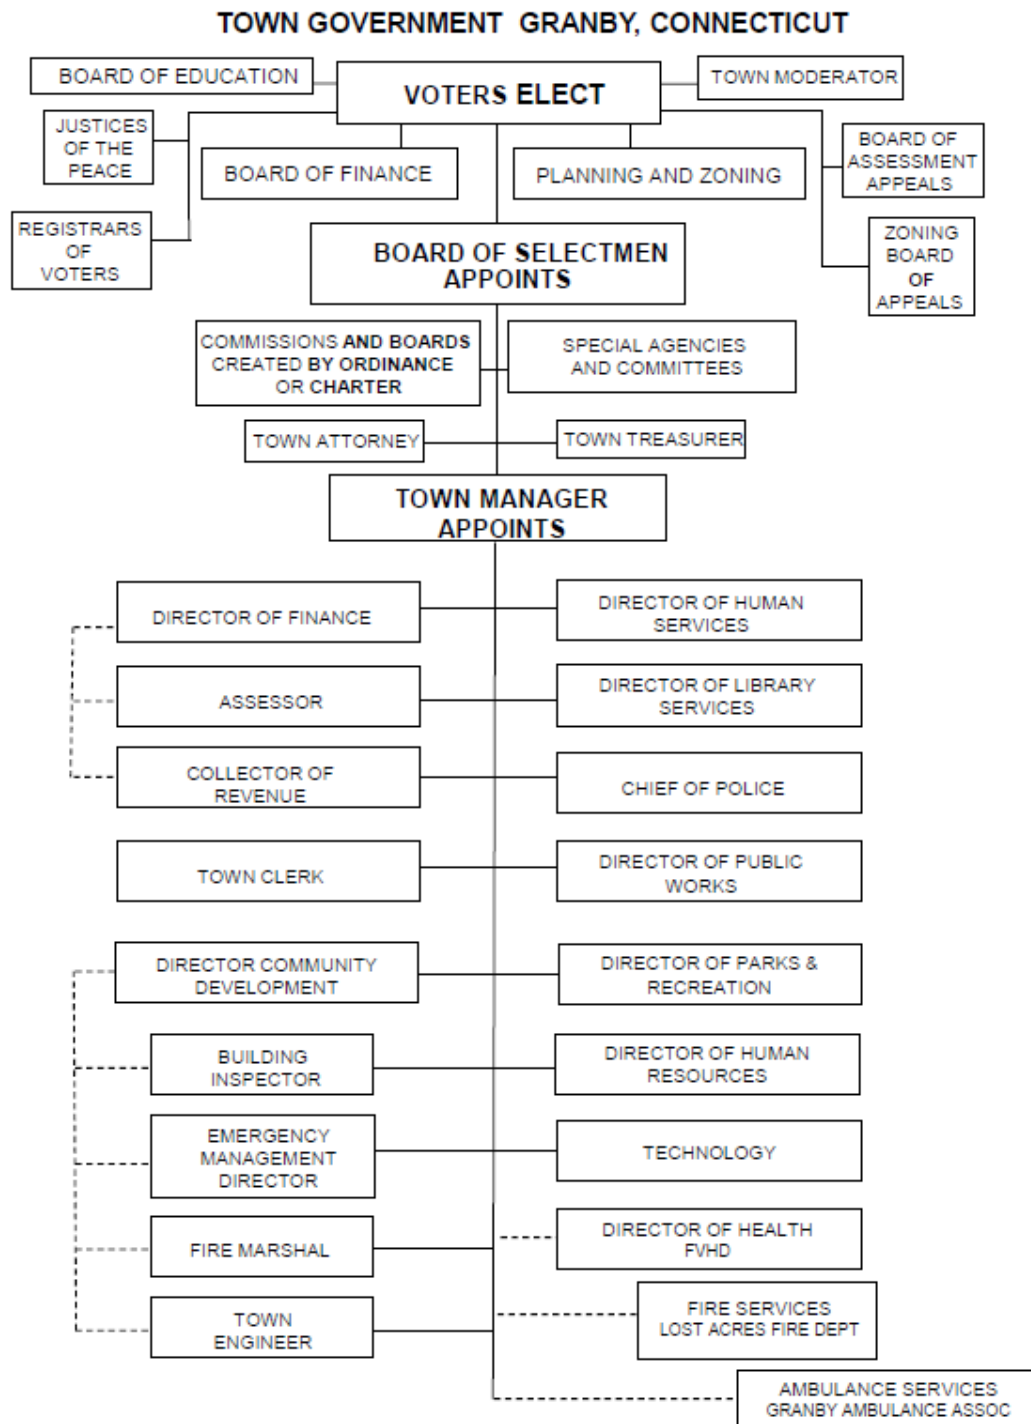 TOWN GOVERNMENT GRANBY, CONNECTICUT
BOARD OF EDUCATION
VOTERS ELECT
TOWN MODERATOR
JUSTICES
OF THE
PEACE
BOARD OF FINANCE
PLANNING AND ZONING
BOARD OF
ASSESSMENT
APPEALS
REGISTRARS
OF
VOTERS
BOARD OF SELECTMEN
APPOINTS
ZONING
BOARD
OF
APPEALS
COMMISSIONS AND BOARDS
CREATED BY ORDINANCE
OR CHARTER
SPECIAL AGENCIES
AND COMMITTEES
TOWN ATTORNEY
TOWN TREASURER
TOWN MANAGER
APPOINTS
DIRECTOR OF FINANCE
DIRECTOR OF HUMAN
SERVICES
ASSESSOR
DIRECTOR OF LIBRARY
SERVICES
COLLECTOR OF
REVENUE
CHIEF OF POLICE
TOWN CLERK
DIRECTOR OF PUBLIC
WORKS
DIRECTOR COMMUNITY
DEVELOPMENT
DIRECTOR OF PARKS &
RECREATION
BUILDING
INSPECTOR
DIRECTOR OF HUMAN
RESOURCES
EMERGENCY
MANAGEMENT
DIRECTOR
TECHNOLOGY
FIRE MARSHAL
DIRECTOR OF HEALTH
FVHD
TOWN
ENGINEER
FIRE SERVICES
LOST ACRES FIRE DEPT
AMBULANCE SERVICES
GRANBY AMBULANCE ASSOC